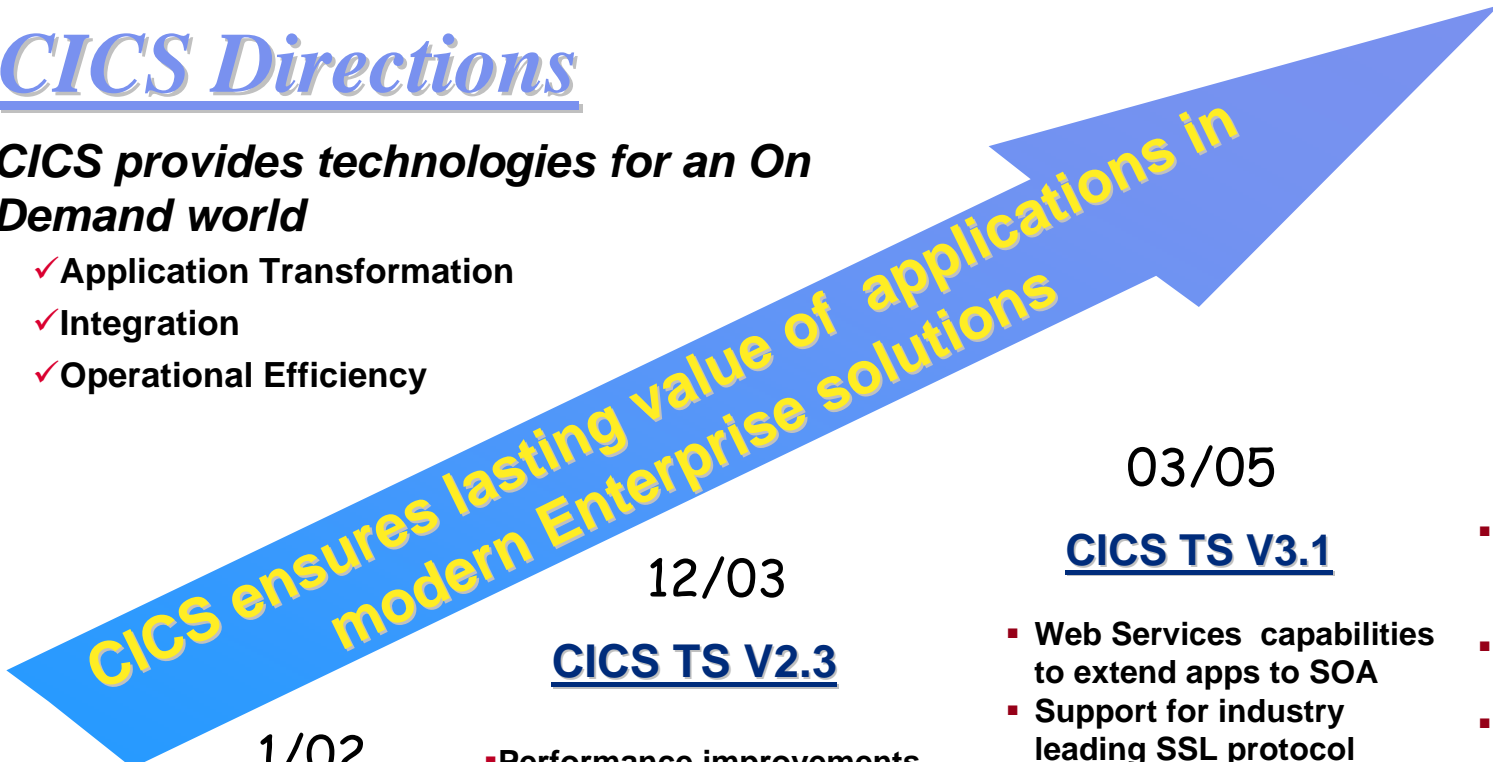 CICS Directions
CICS provides technologies for an On
Demand world
✓Application Transformation
✓Integration
✓Operational Efficiency
CICS ensures lasting value of applications in
modern Enterprise solutions
03/05
CICS TS V3.1
▪ Web Services capabilities
to extend apps to SOA
▪ Support for industry
leading SSL protocol
12/03
CICS TS V2.3
▪Performance improvements
1/02